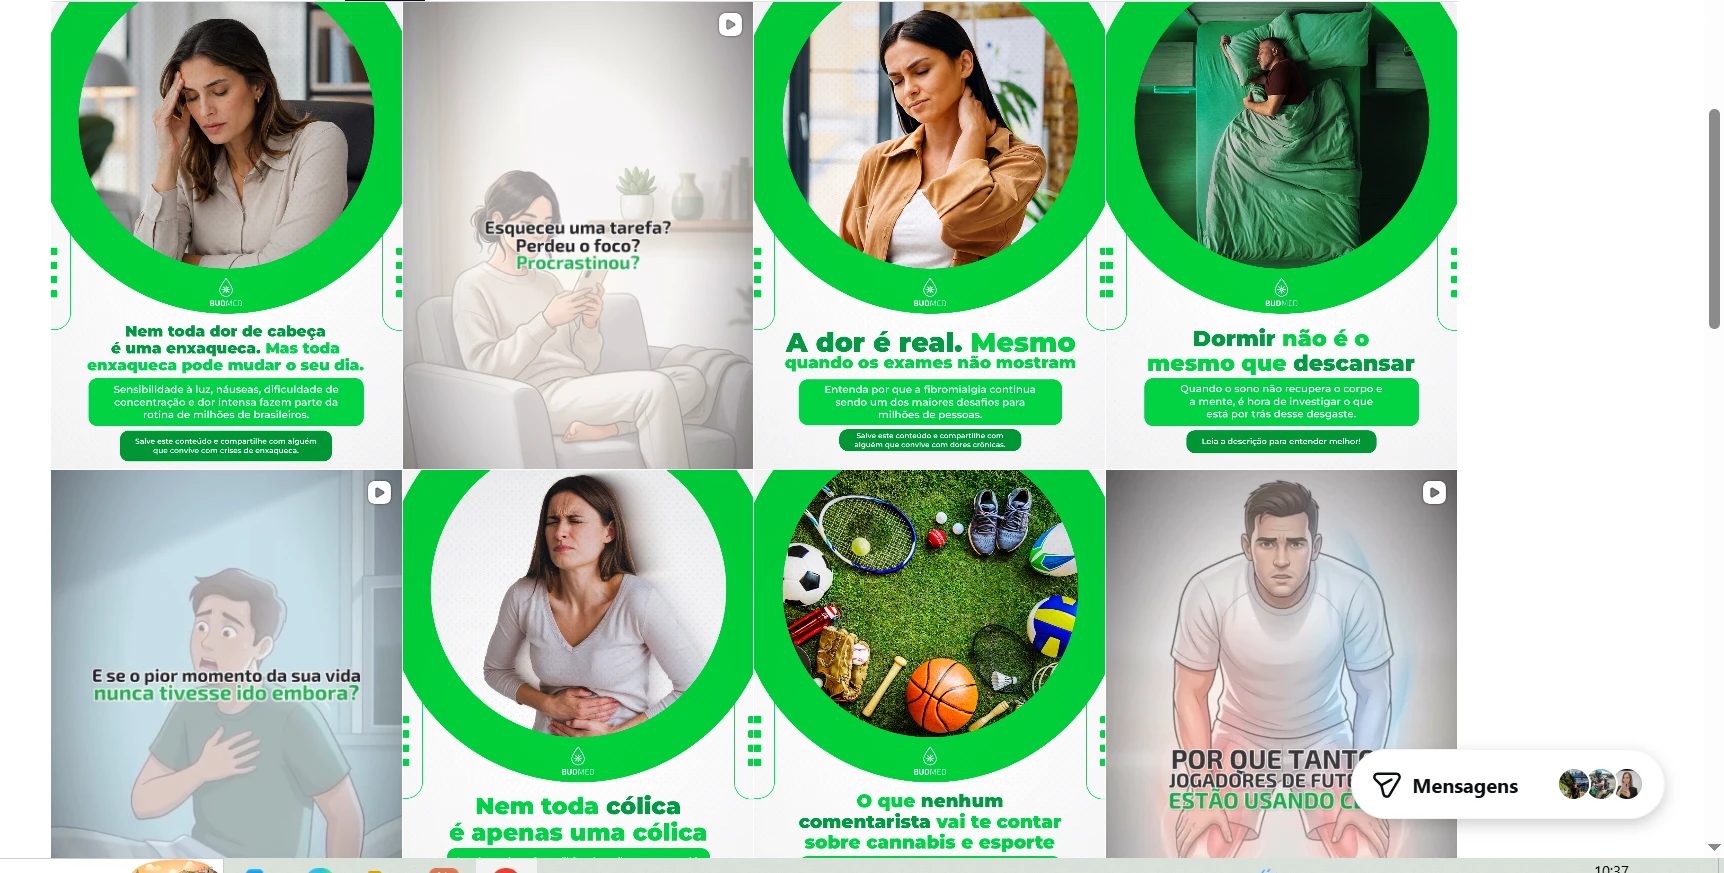 BUDMED
Nem toda dor de cabeça
é uma enxaqueca. Mas toda
enxaqueca pode mudar o seu dia.
Sensibilidade à luz, náuseas, dificuldade de
concentração e dor intensa fazem parte da
rotina de milhões de brasileiros.
Salve este conteúdo e compartilhe com alguém
que convive com crises de enxaqueca.
Esqueceu uma tarefa?
Perdeu o foco?
Procrastinou?
BUDMED
A dor é real. Mesmo
quando os exames não mostram
Entenda por que a fibromialgia continua
sendo um dos maiores desafios para
milhões de pessoas.
Salve este conteúdo e compartilhe com
alguém que convive com dores crônicas.
BUDMED
Dormir não é o
mesmo que descansar
Quando o sono não recupera o corpo e
a mente, é hora de investigar o que
está por trás desse desgaste.
Leia a descrição para entender melhor!
E se o pior momento da sua vida
nunca tivesse ido embora?
BUDMED
Nem toda cólica
é apenas uma cólica
BUDMED
O que nenhum
comentarista vai te contar
sobre cannabis e esporte
POR QUE TANTO
JOGADORES DE FUTE
ESTÃO USANDO C
Mensagens
10:37